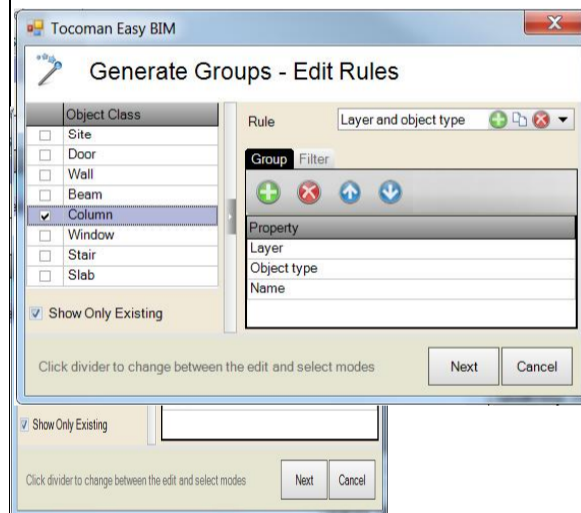 Tocoman Easy BIM
Generate Groups - Edit Rules
Object Class
Site
Door
Wall
Beam
Column
Window
Stair
Slab
Show Only Existing
Rule Layer and object type
Group Filter
Property
Layer
Object type
Name
Click divider to change between the edit and select modes Next Cancel
Show Only Existing
Click divider to change between the edit and select modes Next Cancel